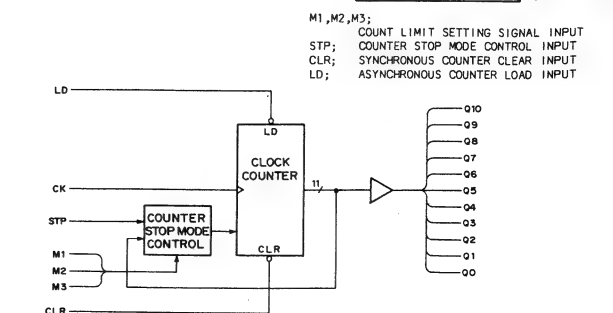 M1,M2,M3;
COUNT LIMIT SETTING SIGNAL INPUT
STP; COUNTER STOP MODE CONTROL INPUT
CLR; SYNCHRONOUS COUNTER CLEAR INPUT
LD; ASYNCHRONOUS COUNTER LOAD INPUT
LD
LD
CLOCK
COUNTER
CLR
CK
STP
COUNTER
STOP MODE
CONTROL
M1
M2
M3
CLR
11
Q10
Q9
Q8
Q7
Q6
Q5
Q4
Q3
Q2
Q1
Q0